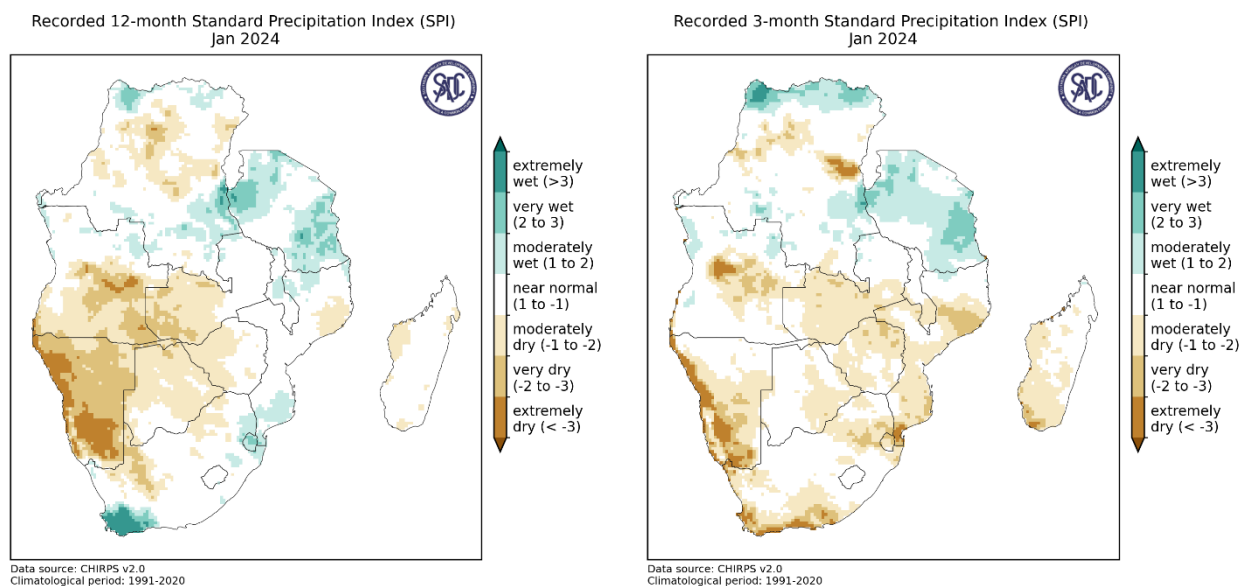 Recorded 12-month Standard Precipitation Index (SPI)
Jan 2024
SADC
extremely
wet (>3)
very wet
(2 to 3)
moderately
wet (1 to 2)
near normal
(1 to -1)
moderately
dry (-1 to -2)
very dry
(-2 to -3)
extremely
dry (< -3)
Data source: CHIRPS v2.0
Climatological period: 1991-2020
Recorded 3-month Standard Precipitation Index (SPI)
Jan 2024
SADC
extremely
wet (>3)
very wet
(2 to 3)
moderately
wet (1 to 2)
near normal
(1 to -1)
moderately
dry (-1 to -2)
very dry
(-2 to -3)
extremely
dry (< -3)
Data source: CHIRPS v2.0
Climatological period: 1991-2020